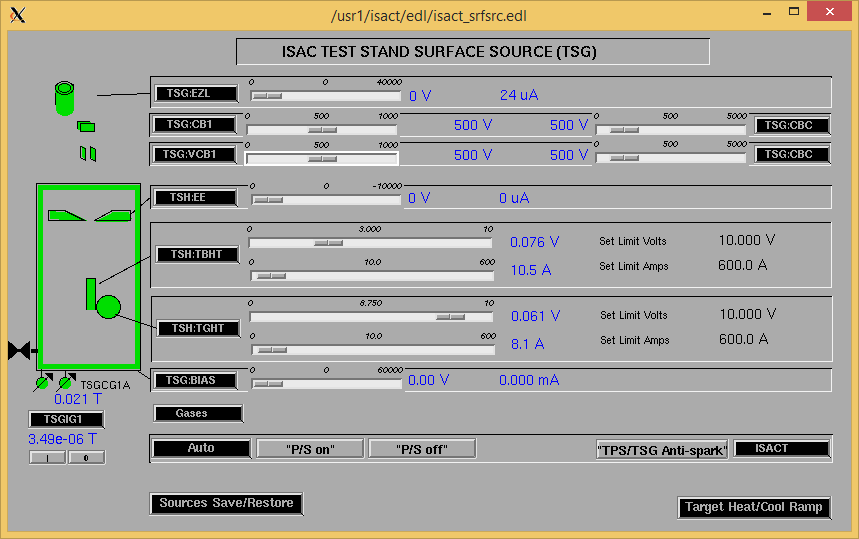 /usr1/isact/edl/isact_srfsrc.edl
ISAC TEST STAND SURFACE SOURCE (TSG)
TSG:EZL 0 0 40000 0 V 24 uA
TSG:CB1 0 500 1000 500 V 500 V 0 500 5000 TSG:CBC
TSG:VCB1 0 500 1000 500 V 500 V 0 500 5000 TSG:CBC
TSH:EE 0 0 -10000 0 V 0 uA
TSH:TBHT
0 3.000 10 0.076 V Set Limit Volts 10.000 V
0 10.0 600 10.5 A Set Limit Amps 600.0 A
TSH:TGHT
0 8.750 10 0.061 V Set Limit Volts 10.000 V
0 10.0 600 8.1 A Set Limit Amps 600.0 A
TSG:BIAS 0 0 60000 0.00 V 0.000 mA
TSGCG1A
0.021 T
TSGIG1
3.49e-06 T
I 0
Gases
Auto "P/S on" "P/S off" "TPS/TSG Anti-spark" ISACT
Sources Save/Restore
Target Heat/Cool Ramp